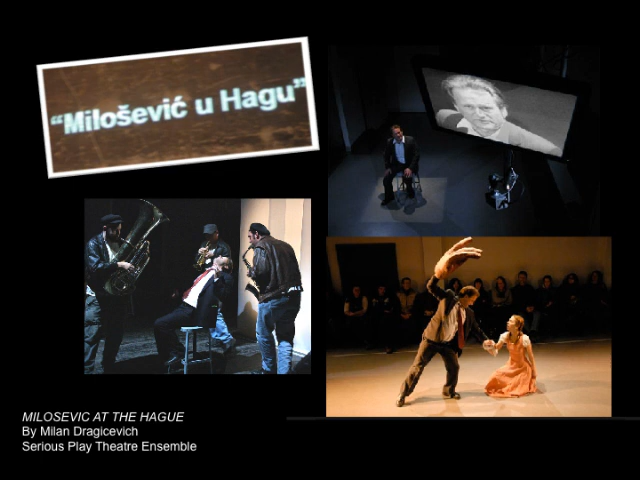 “Milošević u Hagu”
MILOSEVIC AT THE HAGUE
By Milan Dragicevich
Serious Play Theatre Ensemble